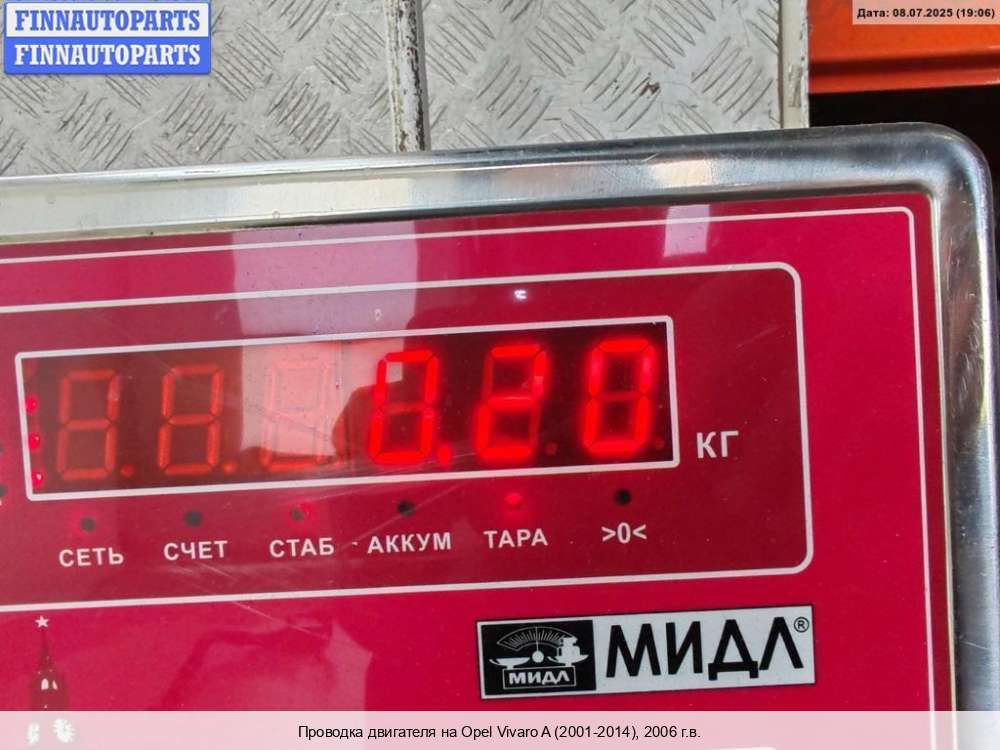 FINNAUTOPARTS
FINNAUTOPARTS
Дата: 08.07.2025 (19:06)
0.20
КГ
СЕТЬ СЧЕТ СТАБ АККУМ ТАРА >0<
МИДЛ МИДЛ®
Проводка двигателя на Opel Vivaro A (2001-2014), 2006 г.в.